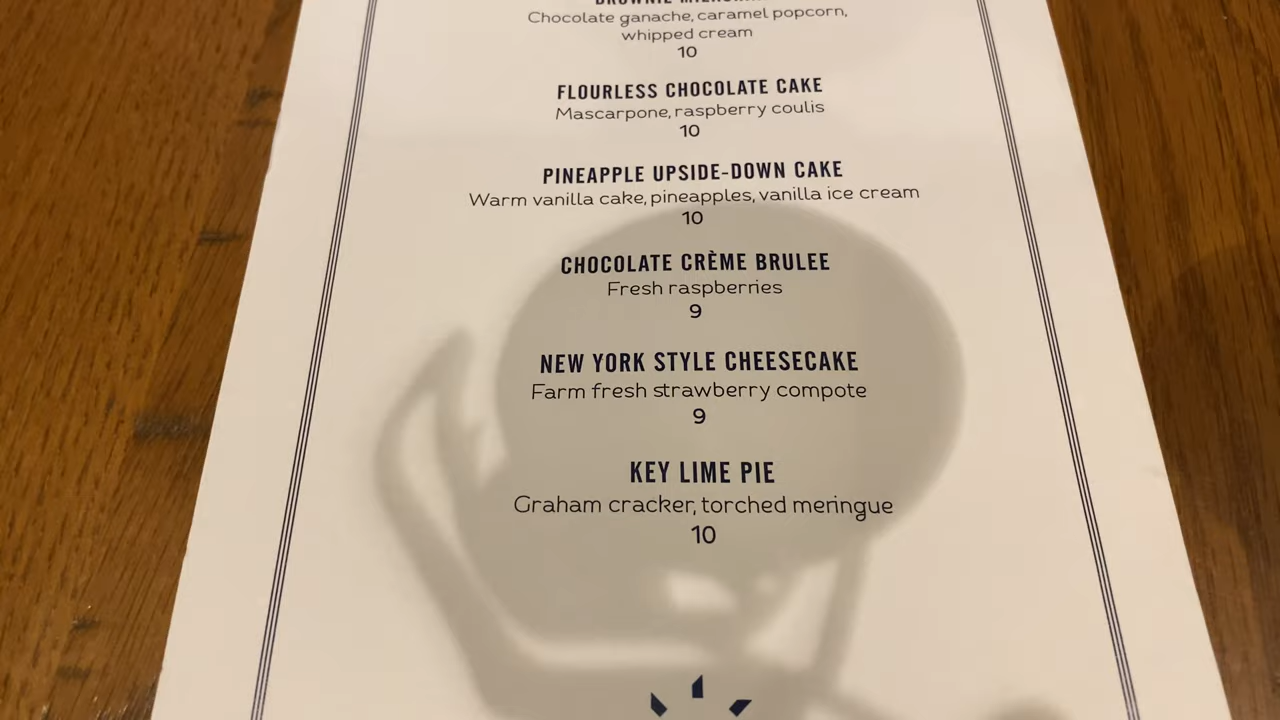 Chocolate ganache, caramel popcorn,
whipped cream
10
FLOURLESS CHOCOLATE CAKE
Mascarpone, raspberry coulis
10
PINEAPPLE UPSIDE-DOWN CAKE
Warm vanilla cake, pineapples, vanilla ice cream
10
CHOCOLATE CRÈME BRULEE
Fresh raspberries
9
NEW YORK STYLE CHEESECAKE
Farm fresh strawberry compote
9
KEY LIME PIE
Graham cracker, torched meringue
10